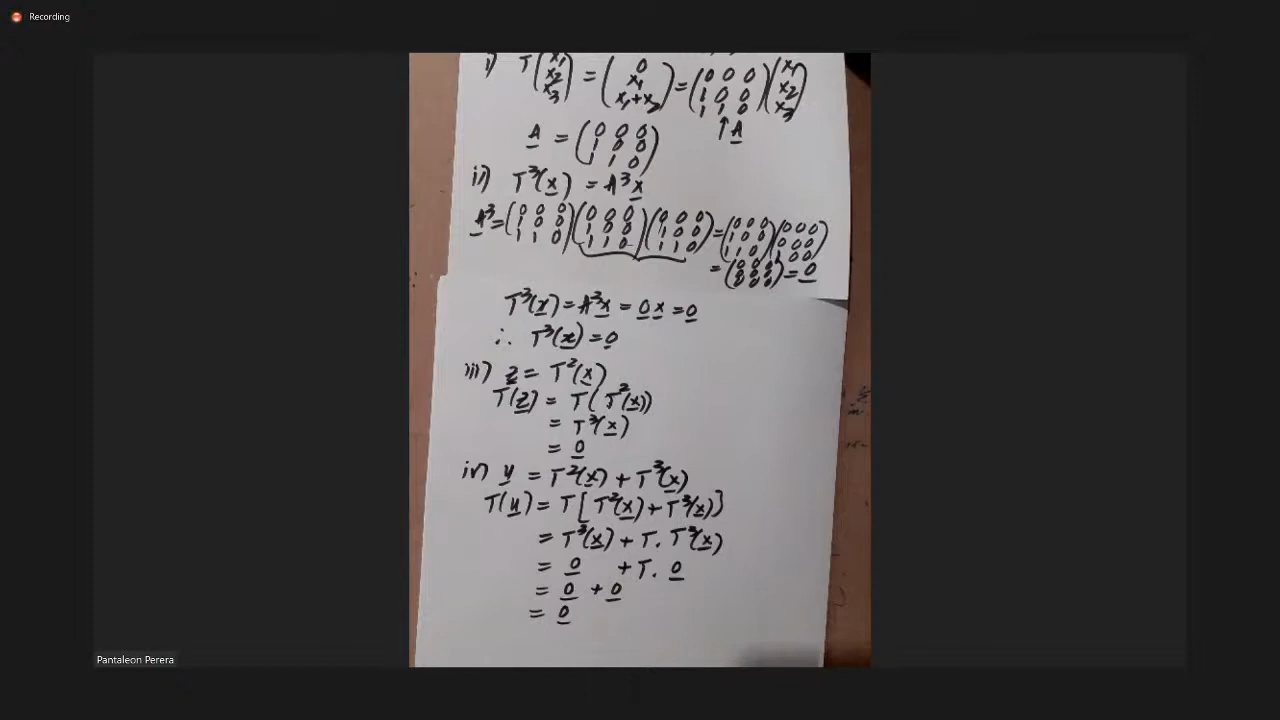 Recording
i) T(x₁ x₂ x₃) = (0 x₁ x₁+x₂) = (0 0 0 1 0 0 1 1 0)(x₁ x₂ x₃)
↑A
A = (0 0 0 1 0 0 1 1 0)
ii) T³(x) = A³x
A³ = (0 0 0 1 0 0 1 1 0)(0 0 0 1 0 0 1 1 0)(0 0 0 1 0 0 1 1 0) = (0 0 0 1 0 0 1 1 0)(0 0 0 0 0 0 1 0 0)
= (0 0 0 0 0 0 0 0 0) = 0
T³(x) = A³x = 0x = 0
∴ T³(x) = 0
iii) z = T²(x)
T(z) = T(T²(x))
= T³(x)
= 0
iv) y = T²(x) + T³(x)
T(y) = T[T²(x) + T³(x)]
= T³(x) + T. T³(x)
= 0 + T. 0
= 0 + 0
= 0
Pantaleon Perera